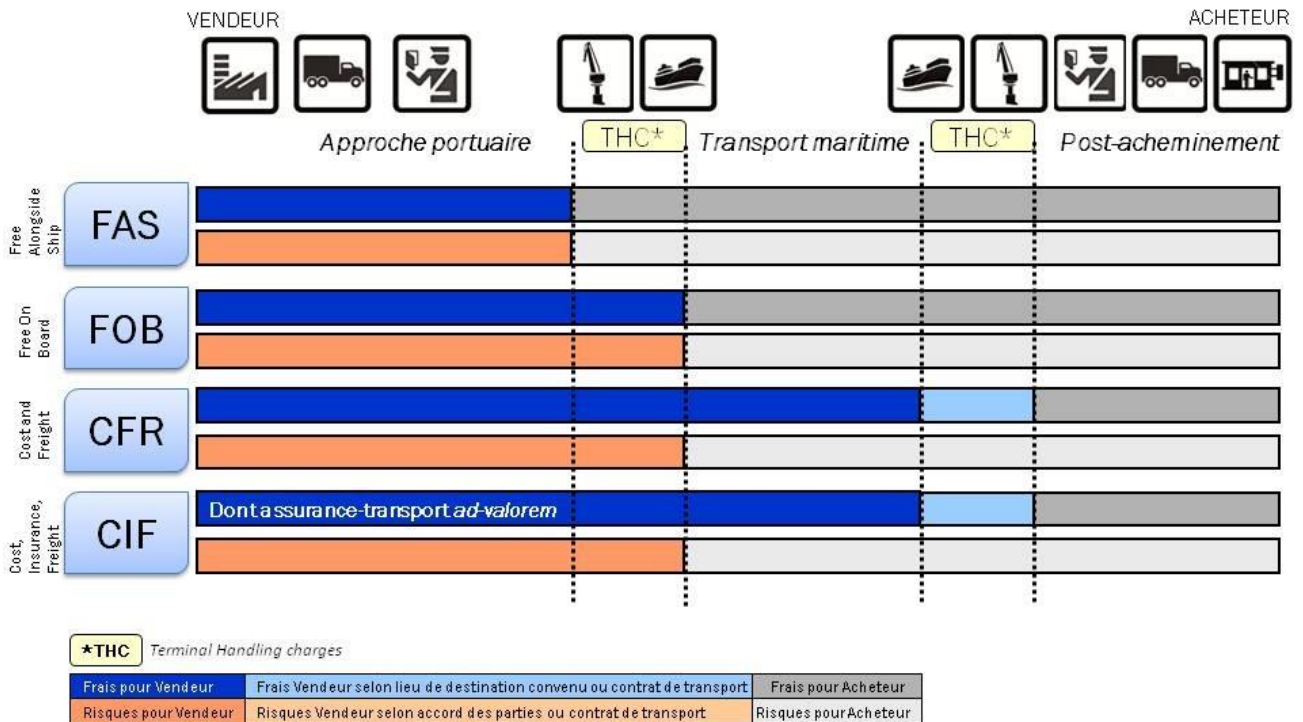 VENDEUR
ACHETEUR
Approche portuaire
THC*
Transport maritime
THC*
Post-acheminement
Free
Alongside
Ship
FAS
Free On
Board
FOB
Cost and
Freight
CFR
Cost,
Insurance,
Freight
CIF
Dont assurance-transport ad-valorem
*THC
Terminal Handling charges
Frais pour Vendeur
Frais Vendeur selon lieu de destination convenu ou contrat de transport
Frais pour Acheteur
Risques pour Vendeur
Risques Vendeur selon accord des parties ou contrat de transport
Risques pour Acheteur